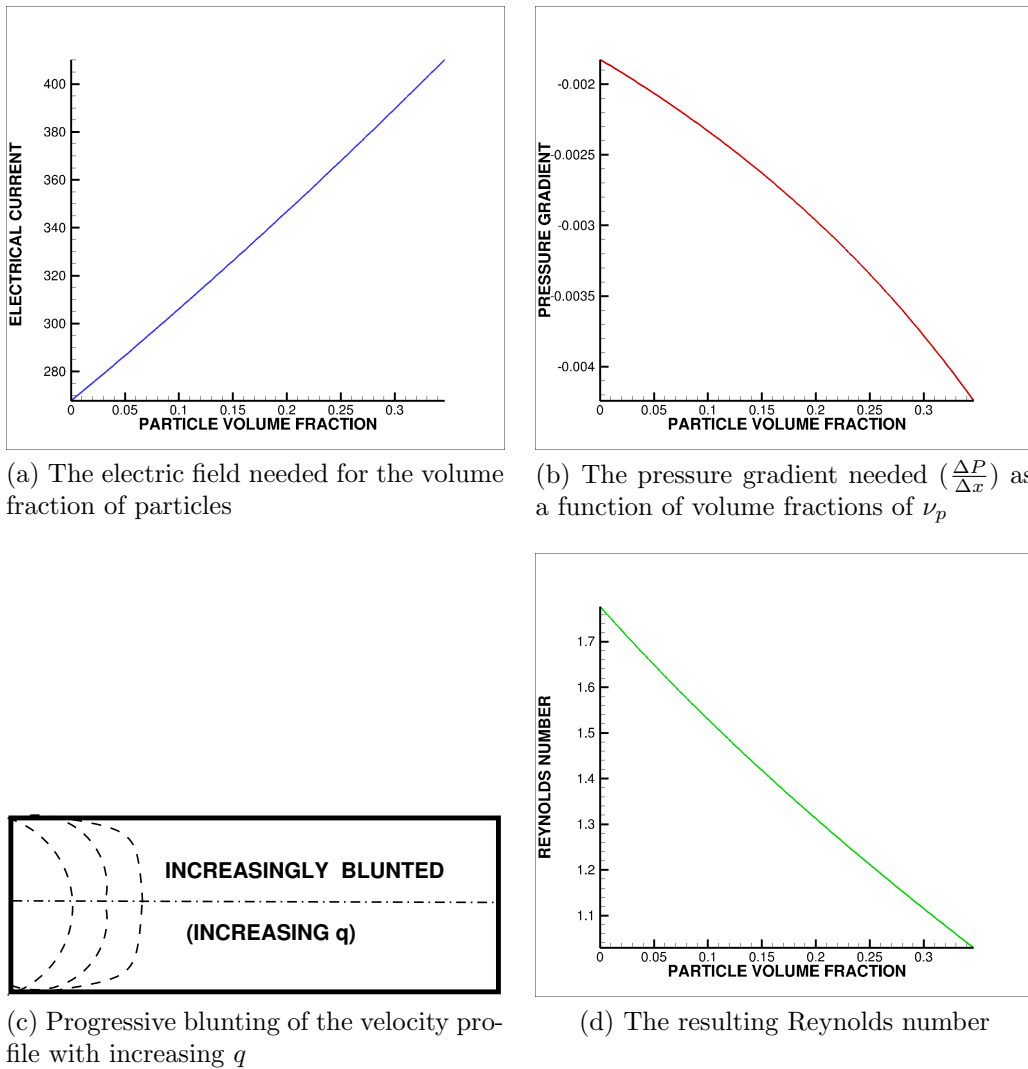 400
380
360
340
320
300
280
ELECTRICAL CURRENT
0 0.05 0.1 0.15 0.2 0.25 0.3
PARTICLE VOLUME FRACTION
(a) The electric field needed for the volume
fraction of particles
-0.002
-0.0025
-0.003
-0.0035
-0.004
PRESSURE GRADIENT
0 0.05 0.1 0.15 0.2 0.25 0.3
PARTICLE VOLUME FRACTION
(b) The pressure gradient needed (ΔP/Δx) as
a function of volume fractions of νp
INCREASINGLY BLUNTED
(INCREASING q)
(c) Progressive blunting of the velocity pro-
file with increasing q
1.7
1.6
1.5
1.4
1.3
1.2
1.1
REYNOLDS NUMBER
0 0.05 0.1 0.15 0.2 0.25 0.3
PARTICLE VOLUME FRACTION
(d) The resulting Reynolds number